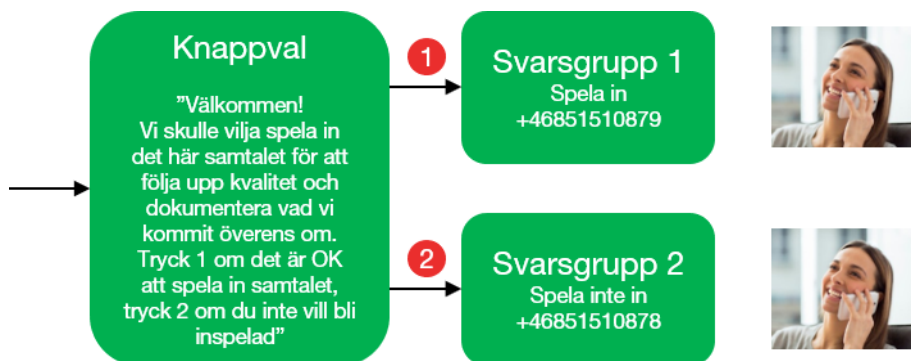 Knappval
”Välkommen!
Vi skulle vilja spela in
det här samtalet för att
följa upp kvalitet och
dokumentera vad vi
kommit överens om.
Tryck 1 om det är OK
att spela in samtalet,
tryck 2 om du inte vill bli
inspelad”
1
Svarsgrupp 1
Spela in
+46851510879
2
Svarsgrupp 2
Spela inte in
+46851510878